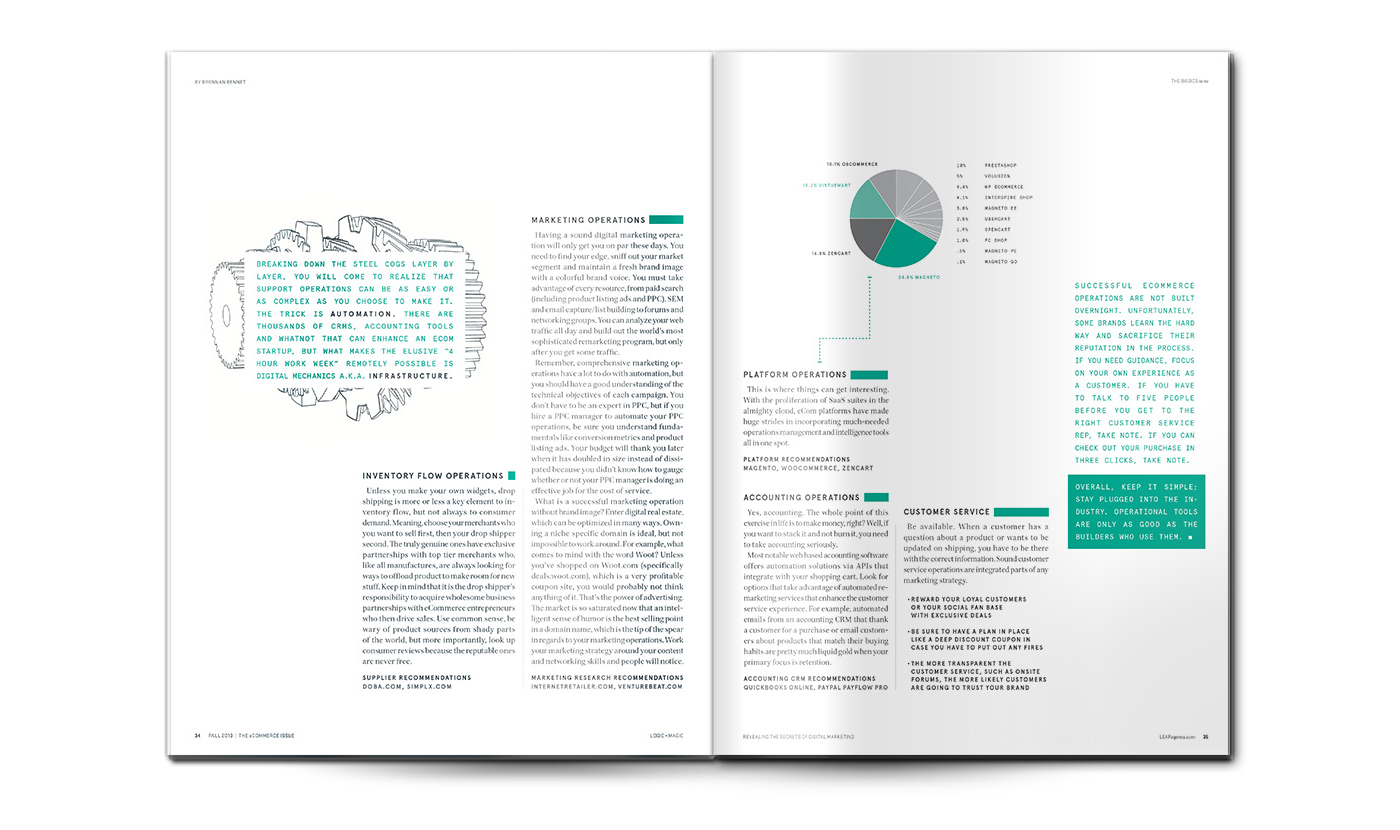 BY BRENNAN BENNET
BREAKING DOWN THE STEEL COGS LAYER BY
LAYER, YOU WILL COME TO REALIZE THAT
SUPPORT OPERATIONS CAN BE AS EASY OR
AS COMPLEX AS YOU CHOOSE TO MAKE IT.
THE TRICK IS AUTOMATION. THERE ARE
THOUSANDS OF CRMS, ACCOUNTING TOOLS
AND WHATNOT THAT CAN ENHANCE AN ECOM
STARTUP, BUT WHAT MAKES THE ELUSIVE "4
HOUR WORK WEEK" REMOTELY POSSIBLE IS
DIGITAL MECHANICS A.K.A. INFRASTRUCTURE.
INVENTORY FLOW OPERATIONS
Unless you make your own widgets, drop
shipping is more or less a key element to in-
ventory flow, but not always to consumer
demand. Meaning, choose your merchants who
you want to sell first, then your drop shipper
second. The truly genuine ones have exclusive
partnerships with top tier merchants who,
like all manufactures, are always looking for
ways to offload product to make room for new
stuff. Keep in mind that it is the drop shipper's
responsibility to acquire wholesome business
partnerships with eCommerce entrepreneurs
who then drive sales. Use common sense, be
wary of product sources from shady parts
of the world, but more importantly, look up
consumer reviews because the reputable ones
are never free.
SUPPLIER RECOMMENDATIONS
DOBA.COM, SIMPLX.COM
MARKETING OPERATIONS
Having a sound digital marketing opera-
tion will only get you on par these days. You
need to find your edge, sniff out your market
segment and maintain a fresh brand image
with a colorful brand voice. You must take
advantage of every resource, from paid search
(including product listing ads and PPC), SEM
and email capture/list building to forums and
networking groups. You can analyze your web
traffic all day and build out the world's most
sophisticated remarketing program, but only
after you get some traffic.
Remember, comprehensive marketing op-
erations have a lot to do with automation, but
you should have a good understanding of the
technical objectives of each campaign. You
don't have to be an expert in PPC, but if you
hire a PPC manager to automate your PPC
operations, be sure you understand funda-
mentals like conversion metrics and product
listing ads. Your budget will thank you later
when it has doubled in size instead of dissi-
pated because you didn't know how to gauge
whether or not your PPC manager is doing an
effective job for the cost of service.
What is a successful marketing operation
without brand image? Enter digital real estate,
which can be optimized in many ways. Own-
ing a niche specific domain is ideal, but not
impossible to work around. For example, what
comes to mind with the word Woot? Unless
you've shopped on Woot.com (specifically
deals.woot.com), which is a very profitable
coupon site, you would probably not think
anything of it. That's the power of advertising.
The market is so saturated now that an intel-
ligent sense of humor is the best selling point
in a domain name, which is the tip of the spear
in regards to your marketing operations. Work
your marketing strategy around your content
and networking skills and people will notice.
MARKETING RESEARCH RECOMMENDATIONS
INTERNETRETAILER.COM, VENTUREBEAT.COM
34 FALL 2013 | THE eCOMMERCE ISSUE
LOGIC+MAGIC
THE BASICS
10.1% OSCOMMERCE
VIRTUEMART
14.8% ZENCART
24.8% MAGNETO
10% PRESTASHOP
5% VOLUSION
4.6% WP ECOMMERCE
4.1% INTERSPIRE SHOP
3.8% MAGNETO EE
2.5% UBERCART
1.9% OPENCART
1.0% PC SHOP
.5% MAGNETO PE
.1% MAGNETO GO
PLATFORM OPERATIONS
This is where things can get interesting.
With the proliferation of SaaS suites in the
almighty cloud, eCom platforms have made
huge strides in incorporating much-needed
operations management and intelligence tools
all in one spot.
PLATFORM RECOMMENDATIONS
MAGENTO, WOOCOMMERCE, ZENCART
ACCOUNTING OPERATIONS
Yes, accounting. The whole point of this
exercise in life is to make money, right? Well, if
you want to stack it and not burn it, you need
to take accounting seriously.
Most notable web based accounting software
offers automation solutions via APIs that
integrate with your shopping cart. Look for
options that take advantage of automated re-
marketing services that enhance the customer
service experience. For example, automated
emails from an accounting CRM that thank
a customer for a purchase or email custom-
ers about products that match their buying
habits are pretty much liquid gold when your
primary focus is retention.
ACCOUNTING CRM RECOMMENDATIONS
QUICKBOOKS ONLINE, PAYPAL PAYFLOW PRO
CUSTOMER SERVICE
Be available. When a customer has a
question about a product or wants to be
updated on shipping, you have to be there
with the correct information. Sound customer
service operations are integrated parts of any
marketing strategy.
•REWARD YOUR LOYAL CUSTOMERS
OR YOUR SOCIAL FAN BASE
WITH EXCLUSIVE DEALS
•BE SURE TO HAVE A PLAN IN PLACE
LIKE A DEEP DISCOUNT COUPON IN
CASE YOU HAVE TO PUT OUT ANY FIRES
•THE MORE TRANSPARENT THE
CUSTOMER SERVICE, SUCH AS ONSITE
FORUMS, THE MORE LIKELY CUSTOMERS
ARE GOING TO TRUST YOUR BRAND
SUCCESSFUL ECOMMERCE
OPERATIONS ARE NOT BUILT
OVERNIGHT. UNFORTUNATELY,
SOME BRANDS LEARN THE HARD
WAY AND SACRIFICE THEIR
REPUTATION IN THE PROCESS.
IF YOU NEED GUIDANCE, FOCUS
ON YOUR OWN EXPERIENCE AS
A CUSTOMER. IF YOU HAVE
TO TALK TO FIVE PEOPLE
BEFORE YOU GET TO THE
RIGHT CUSTOMER SERVICE
REP, TAKE NOTE. IF YOU CAN
CHECK OUT YOUR PURCHASE IN
THREE CLICKS, TAKE NOTE.
OVERALL, KEEP IT SIMPLE;
STAY PLUGGED INTO THE IN-
DUSTRY. OPERATIONAL TOOLS
ARE ONLY AS GOOD AS THE
BUILDERS WHO USE THEM.
REVEALING THE SECRETS OF DIGITAL MARKETING
LEAPagency.com 35